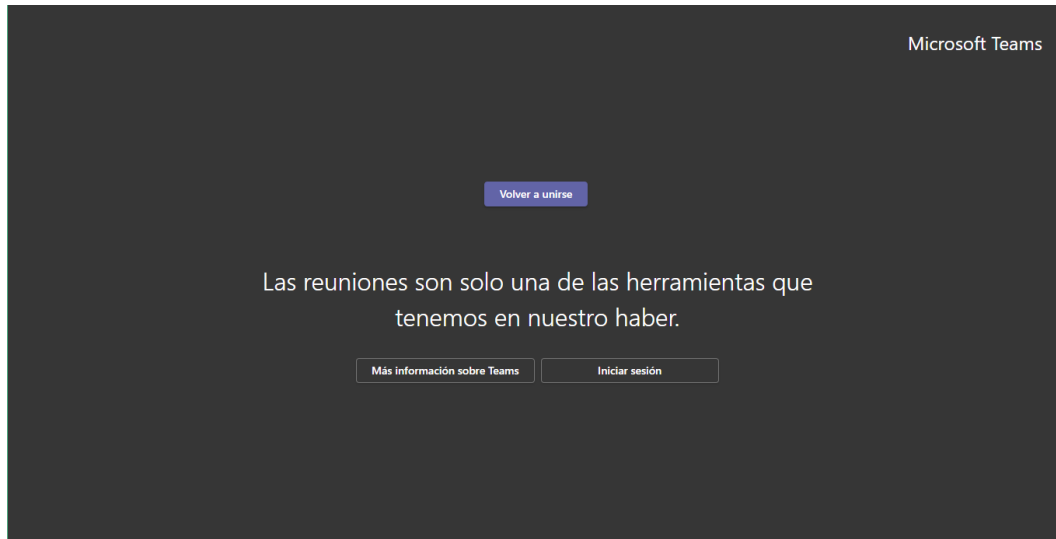 Microsoft Teams
Volver a unirse
Las reuniones son solo una de las herramientas que
tenemos en nuestro haber.
Más información sobre Teams
Iniciar sesión